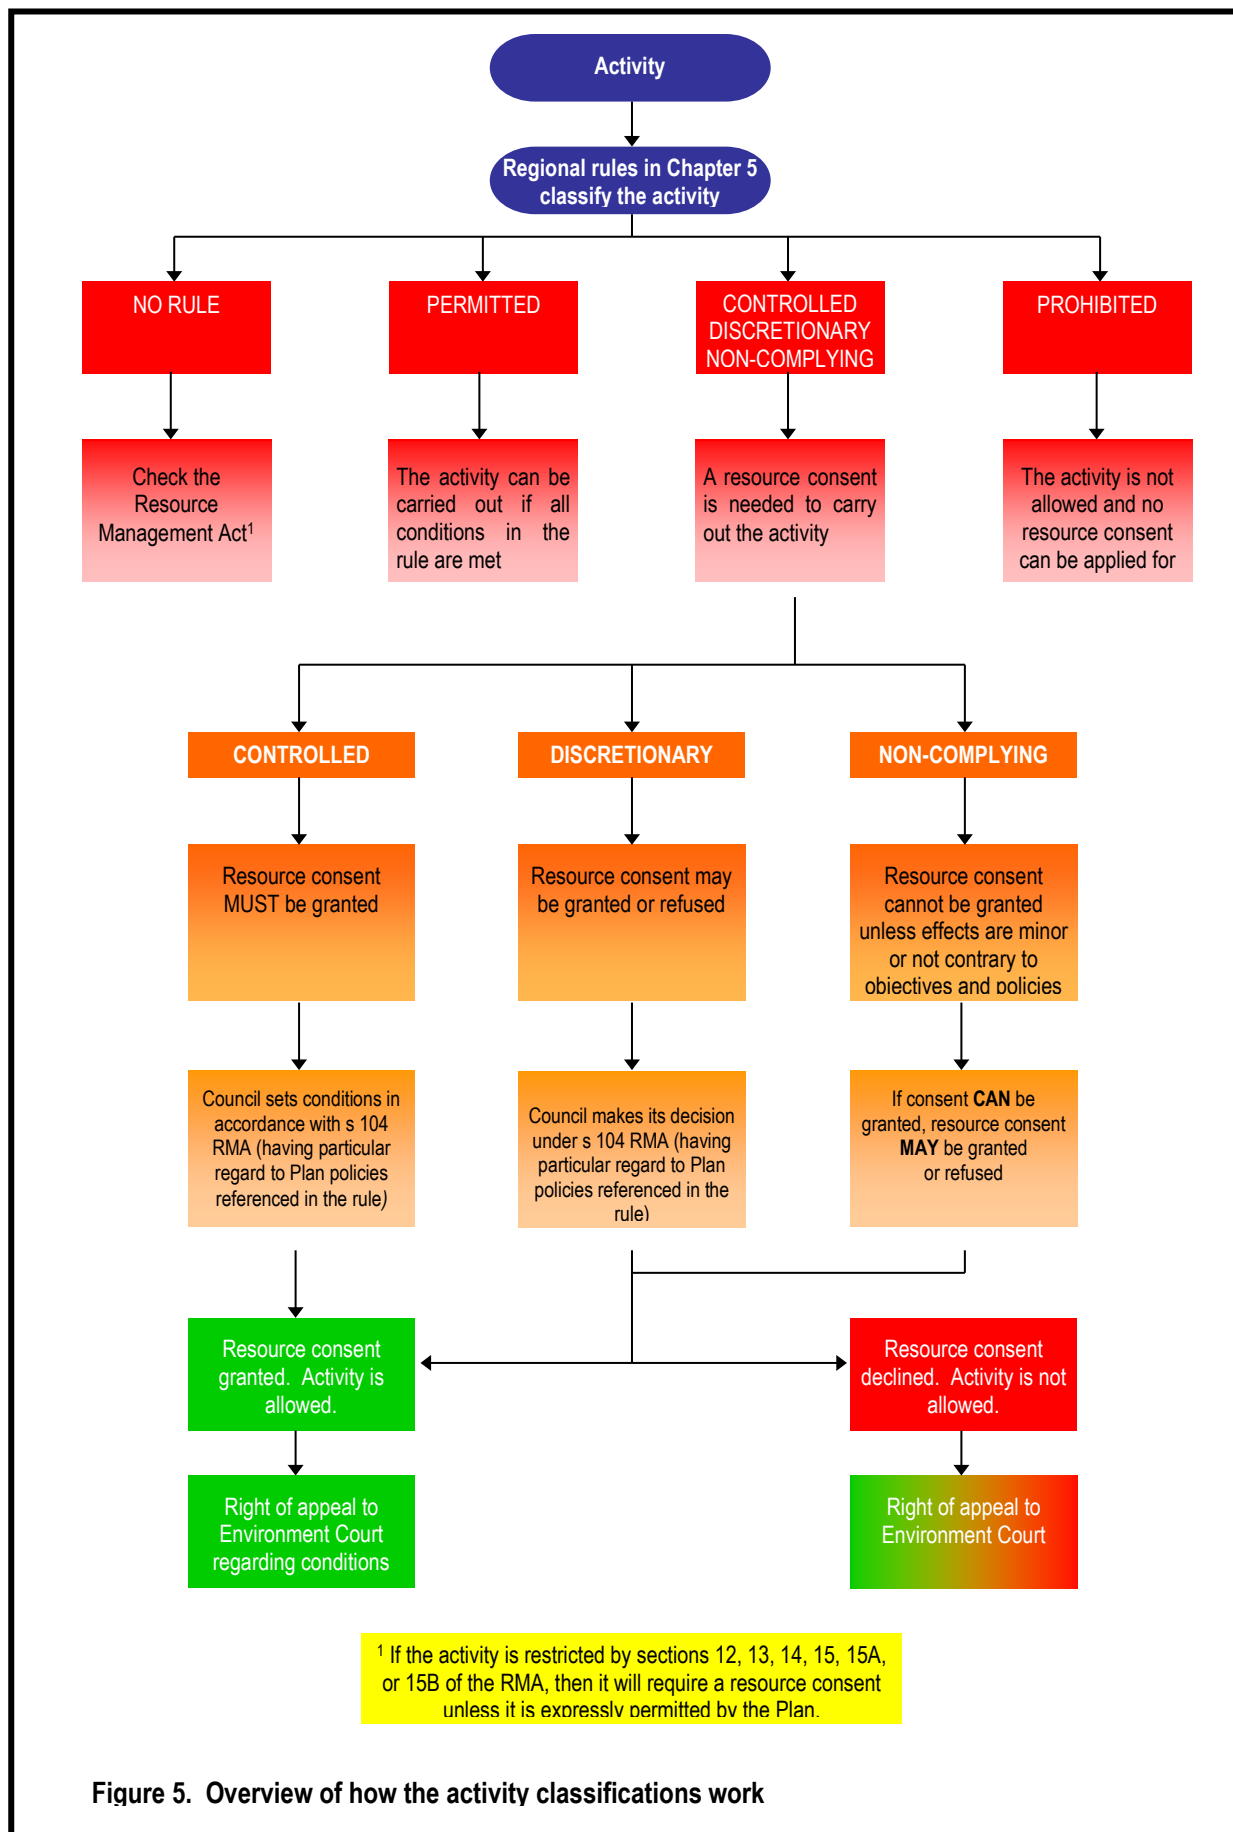 Activity
Regional rules in Chapter 5
classify the activity
NO RULE
PERMITTED
CONTROLLED
DISCRETIONARY
NON-COMPLYING
PROHIBITED
Check the
Resource
Management Act¹
The activity can be
carried out if all
conditions in the
rule are met
A resource consent
is needed to carry
out the activity
The activity is not
allowed and no
resource consent
can be applied for
CONTROLLED
DISCRETIONARY
NON-COMPLYING
Resource consent
MUST be granted
Resource consent may
be granted or refused
Resource consent
cannot be granted
unless effects are minor
or not contrary to
objectives and policies
Council sets conditions in
accordance with s 104
RMA (having particular
regard to Plan policies
referenced in the rule)
Council makes its decision
under s 104 RMA (having
particular regard to Plan
policies referenced in the
rule)
If consent CAN be
granted, resource consent
MAY be granted
or refused
Resource consent
granted. Activity is
allowed.
Resource consent
declined. Activity is not
allowed.
Right of appeal to
Environment Court
regarding conditions
Right of appeal to
Environment Court
¹ If the activity is restricted by sections 12, 13, 14, 15, 15A,
or 15B of the RMA, then it will require a resource consent
unless it is expressly permitted by the Plan.
Figure 5. Overview of how the activity classifications work